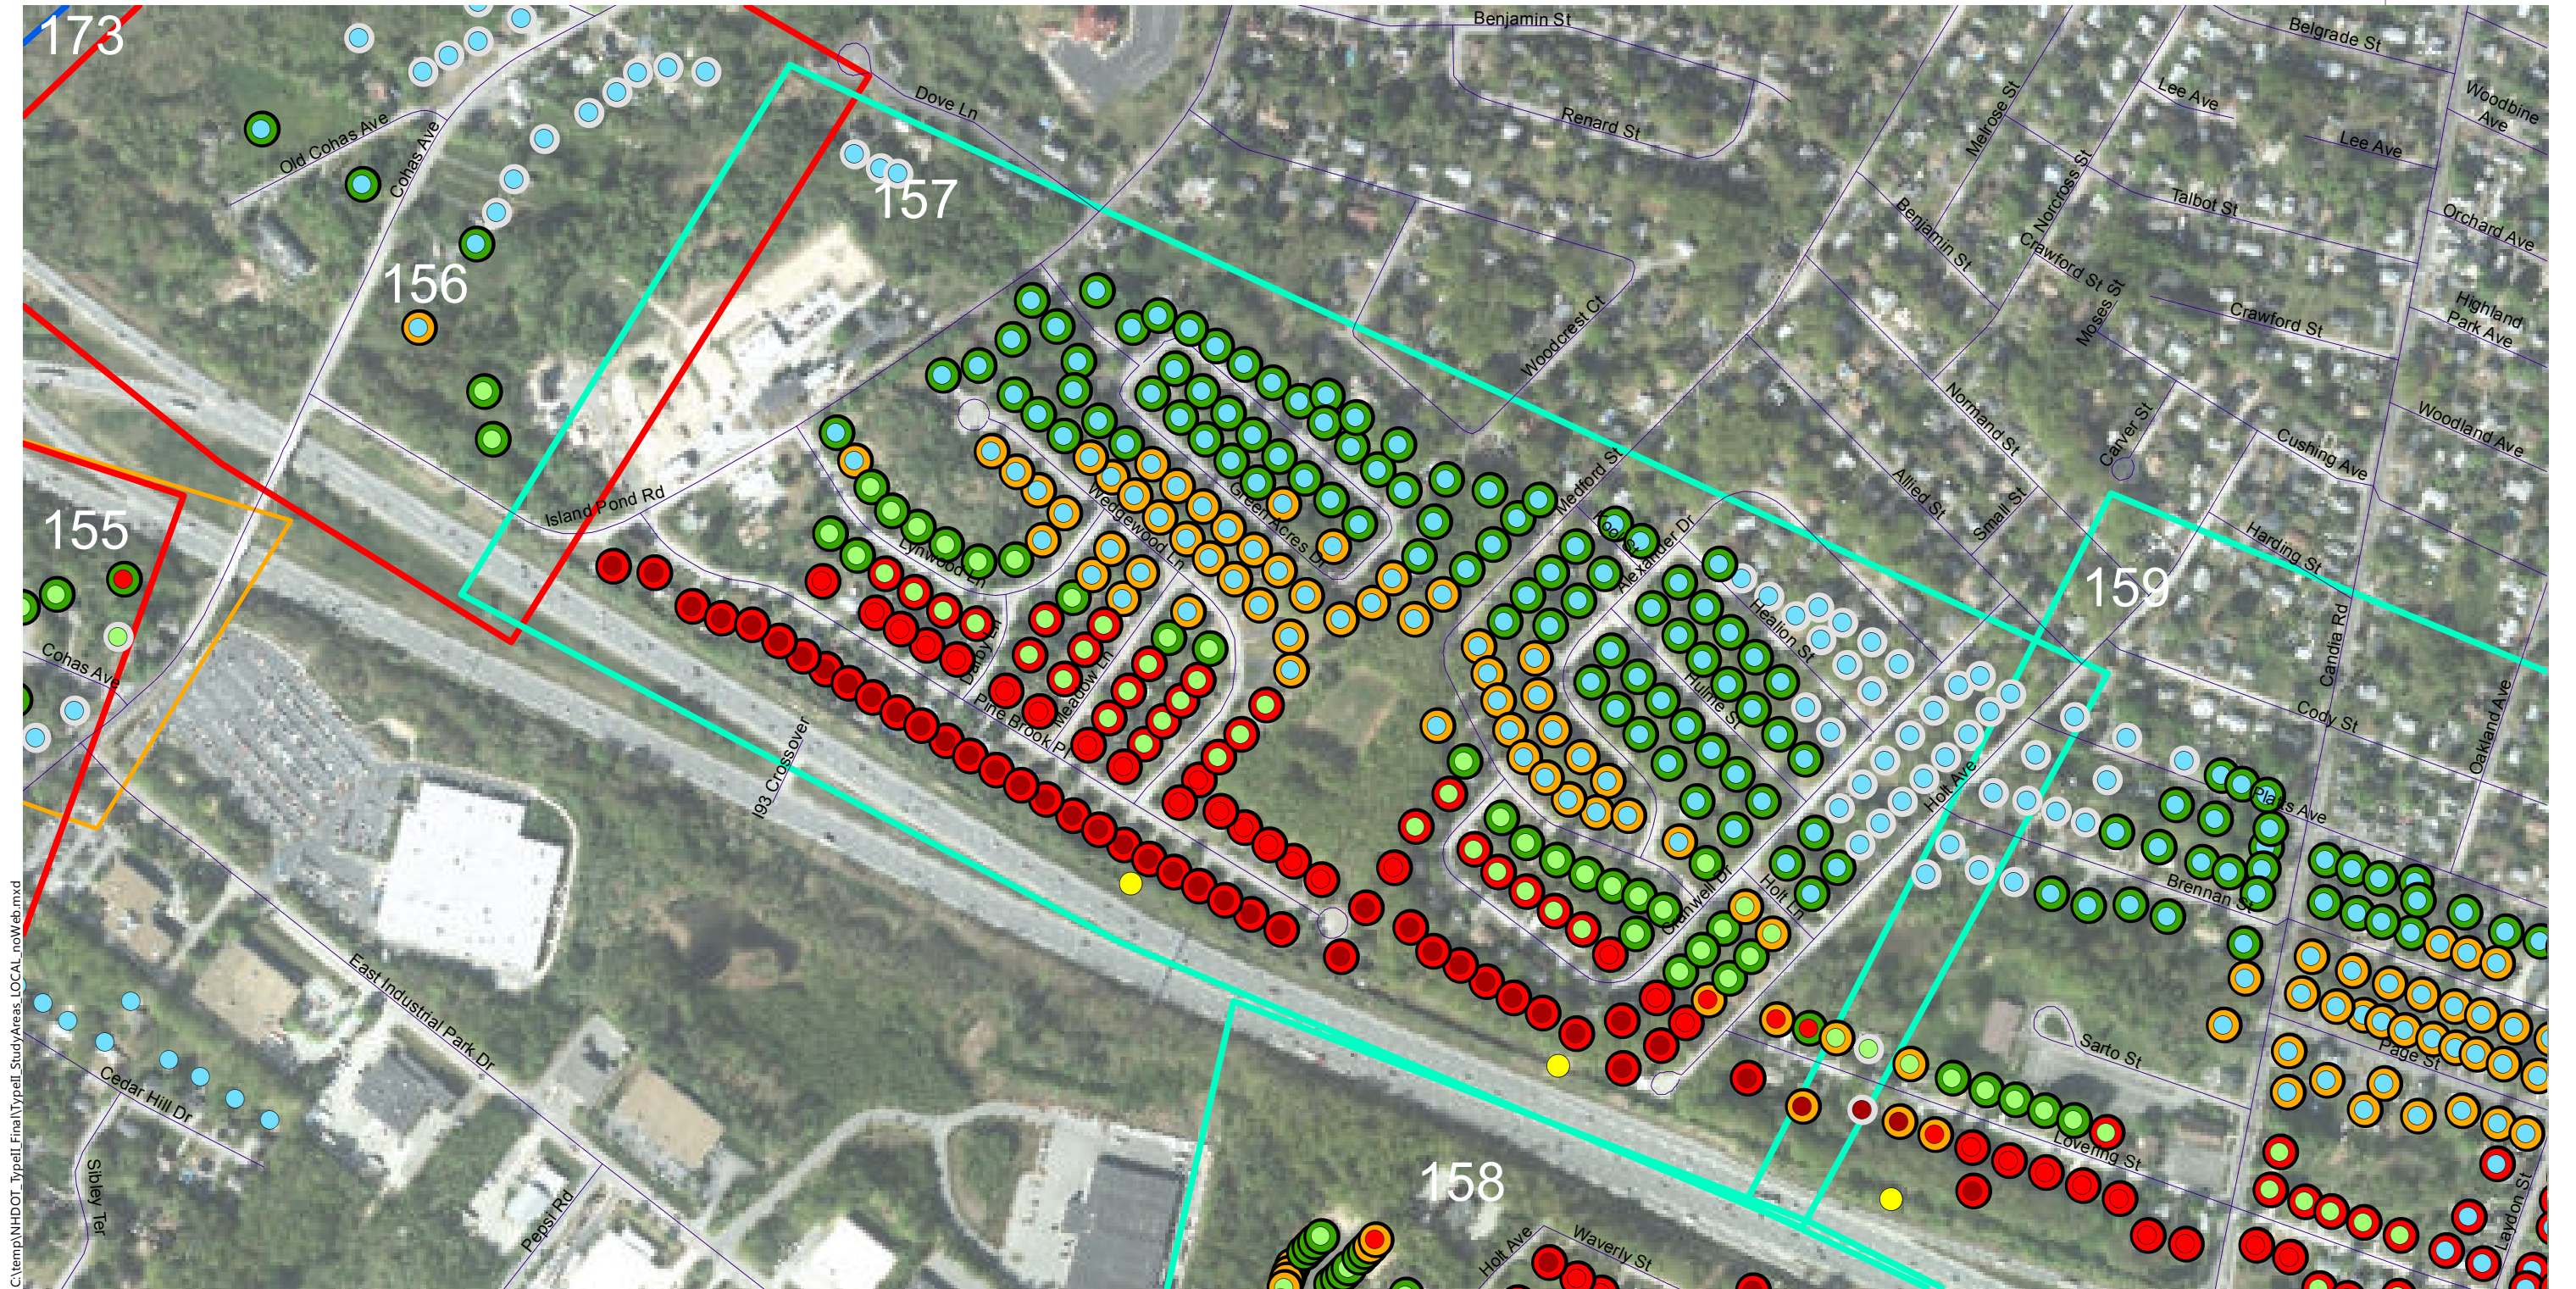 173
Benjamin St
Belgrade St
Dove Ln
Renard St
Melrose St
Lee Ave
Woodbine
Ave
Old Cohas Ave
Cohas Ave
Lee Ave
157
Norcross St
Talbot St
Benjamin St
Orchard Ave
Crawford St
156
Moses St
Crawford St
Highland
Park Ave
Woodcrest Ct
Normand St
Carver St
Woodland Ave
Cushing Ave
Medford St
Allied St
Small St
Island Pond Rd
Wedgewood Ln
Green Acres Dr
Kool St
Alexander Dr
155
Lynwood Ln
Harding St
159
Healion St
Candia Rd
Cohas Ave
Darby Ln
Meadow Ln
Hulme St
Pine Brook Pl
Cody St
Oakland Ave
I93 Crossover
Holt Ave
Platts Ave
Cranwell Dr
Holt Ln
Brennan St
East Industrial Park Dr
Sarto St
Page St
Cedar Hill Dr
Lovering St
Sibley Ter
158
Pepsi Rd
Holt Ave
Waverly St
Laydon St
C:\temp\NHDOT_TypeII_Final\TypeII_StudyAreas_LOCAL_noWeb.mxd